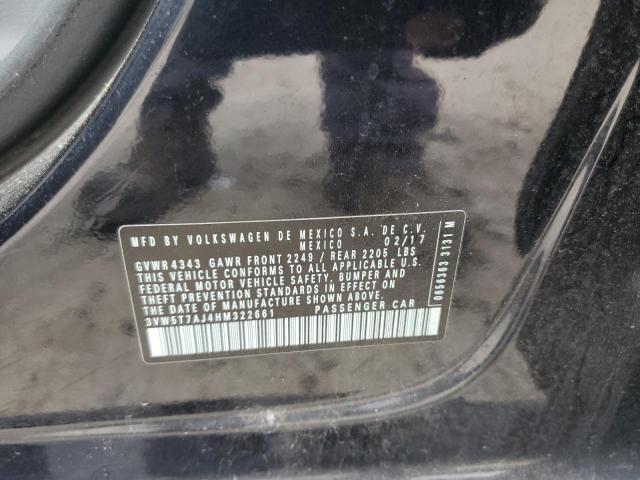 MFD BY VOLKSWAGEN DE MEXICO S.A. DE C.V.
MEXICO 02/17
GVWR 4343 GAWR FRONT 2249 / REAR 2205 LBS
THIS VEHICLE CONFORMS TO ALL APPLICABLE U.S.
FEDERAL MOTOR VEHICLE SAFETY, BUMPER AND
THEFT PREVENTION STANDARDS IN EFFECT ON
THE DATE OF MANUFACTURE SHOWN ABOVE.
3VW5T7AJ4HM322661 PASSENGER CAR
0656363 3131 M